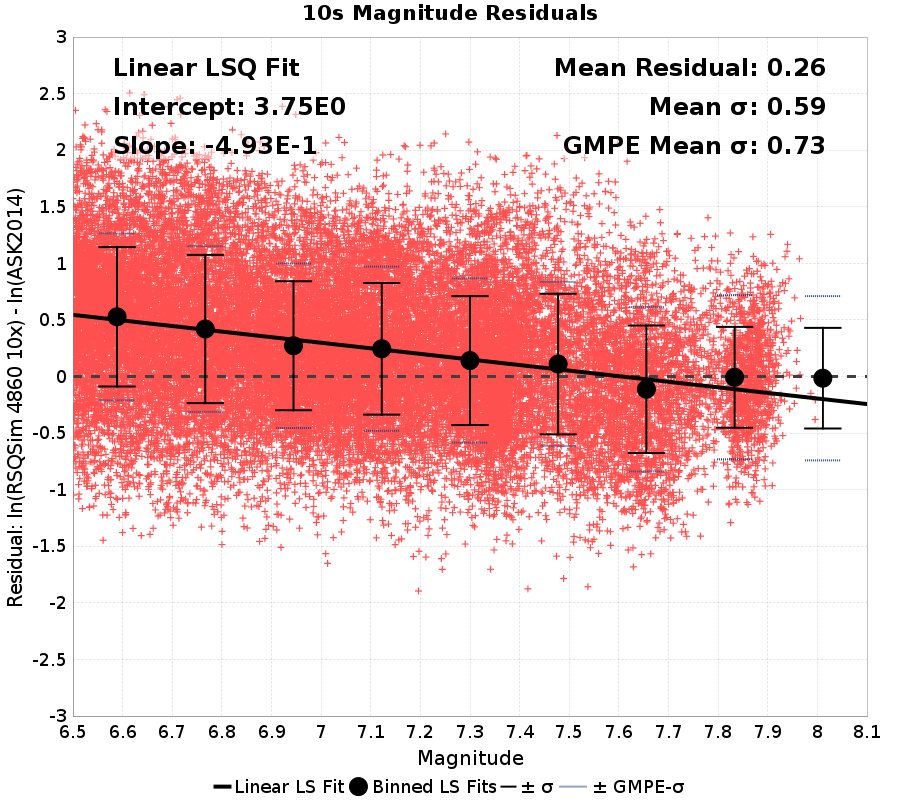 10s Magnitude Residuals
Linear LSQ Fit
Intercept: 3.75E0
Slope: -4.93E-1
Mean Residual: 0.26
Mean σ: 0.59
GMPE Mean σ: 0.73
Residual: ln(RSQSim 4860 10x) - ln(ASK2014)
3
2.5
2
1.5
1
0.5
0
-0.5
-1
-1.5
-2
-2.5
-3
6.5 6.6 6.7 6.8 6.9 7 7.1 7.2 7.3 7.4 7.5 7.6 7.7 7.8 7.9 8 8.1
Magnitude
Linear LS Fit Binned LS Fits ± σ ± GMPE-σ